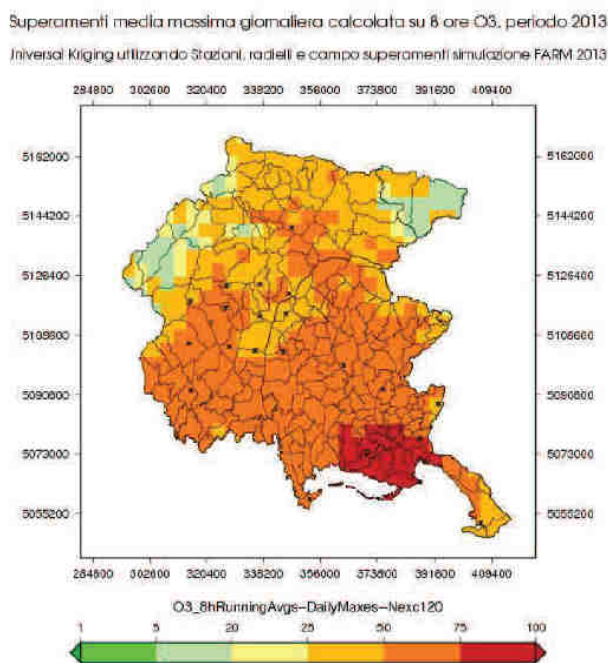 Superamenti media massima giornaliera calcolata su 8 ore O3, periodo 2013
Universal Kriging utilizzando Stazioni, radielli e campo superamenti simulazione FARM 2013
284800 302600 320400 338200 356000 373800 391600 409400
5162000 5162000
5144200 5144200
5126400 5126400
5108600 5108600
5090800 5090800
5073000 5073000
5055200 5055200
284800 302600 320400 338200 356000 373800 391600 409400
O3_8hRunningAvgs-DailyMaxes-Nexc120
1 5 20 25 50 75 100